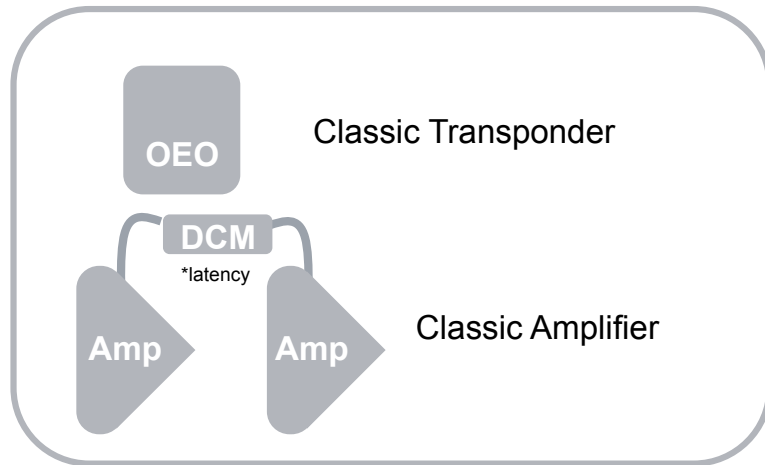 OEO
Classic Transponder
DCM
*latency
Amp
Amp
Classic Amplifier